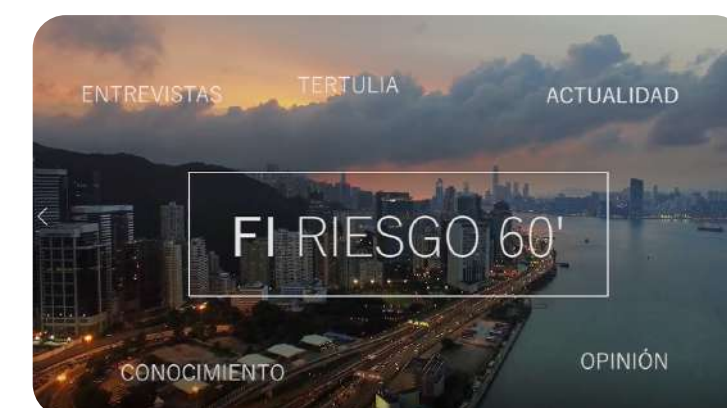 ENTREVISTAS
TERTULIA
ACTUALIDAD
FI RIESGO 60'
CONOCIMIENTO
OPINIÓN